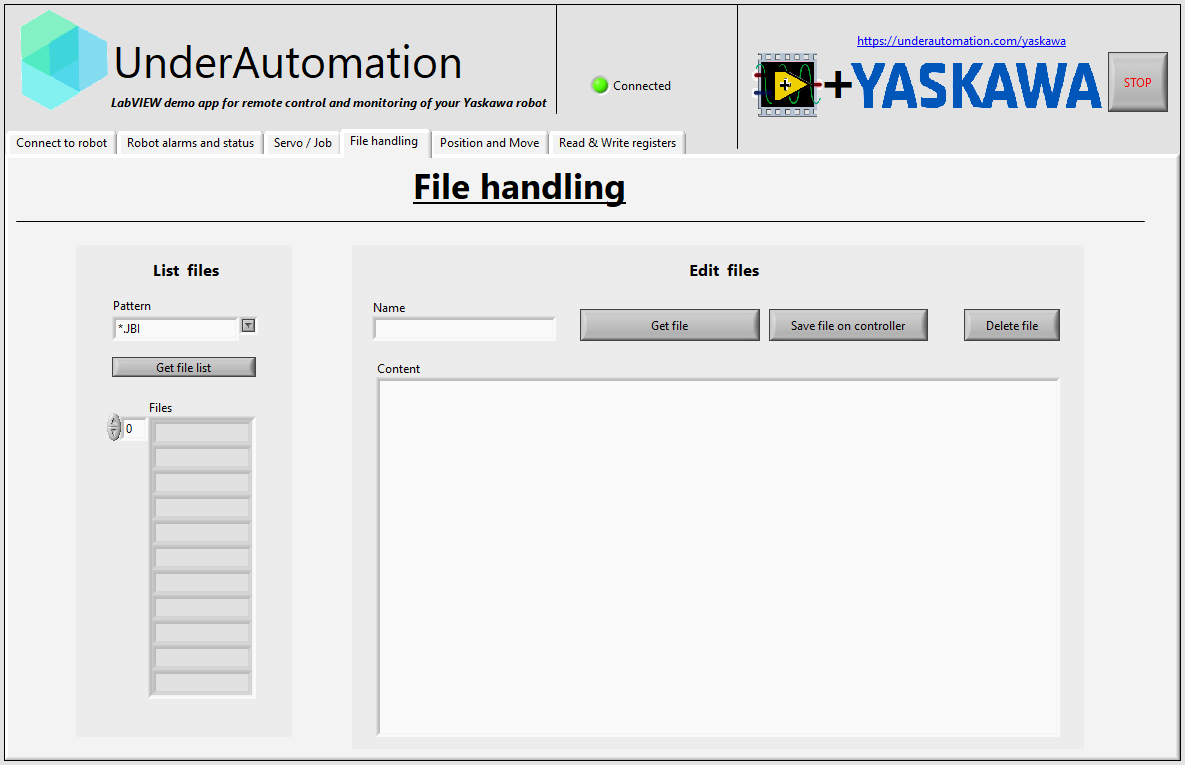 UnderAutomation
LabVIEW demo app for remote control and monitoring of your Yaskawa robot
Connected
https://underautomation.com/yaskawa
+YASKAWA
STOP
Connect to robot
Robot alarms and status
Servo / Job
File handling
Position and Move
Read & Write registers
File handling
List files
Pattern
*.JBI
Get file list
Files
0
Edit files
Name
Get file
Save file on controller
Delete file
Content